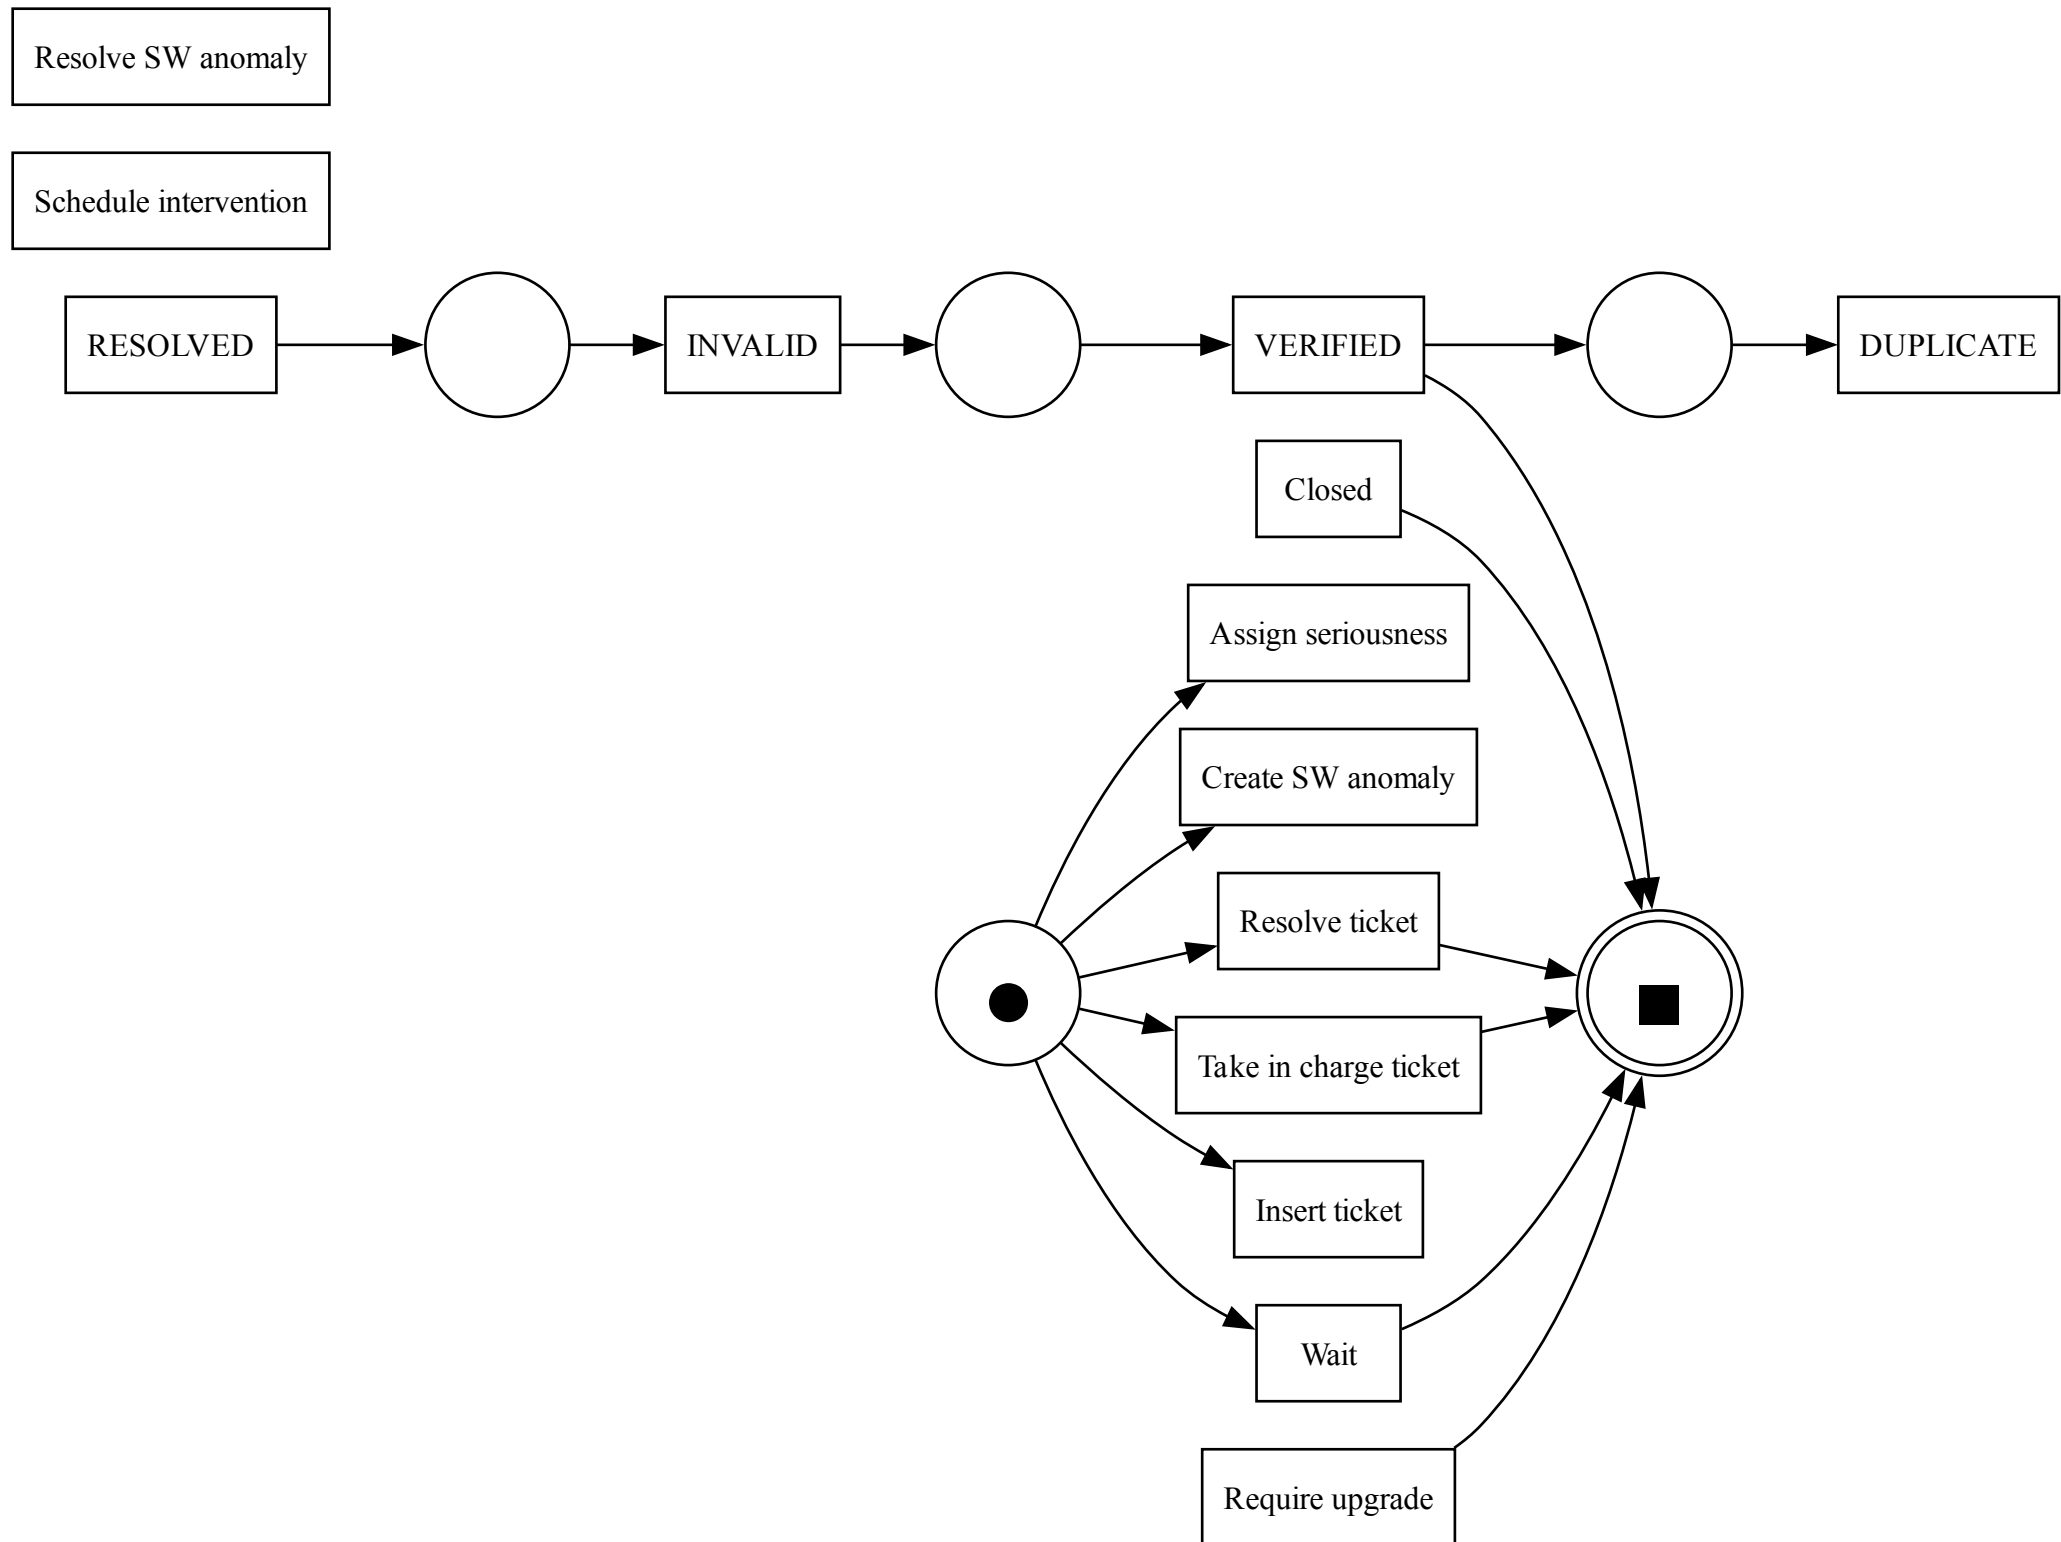 Resolve SW anomaly
Schedule intervention
RESOLVED
INVALID
VERIFIED
DUPLICATE
Closed
Assign seriousness
Create SW anomaly
Resolve ticket
Take in charge ticket
Insert ticket
Wait
Require upgrade